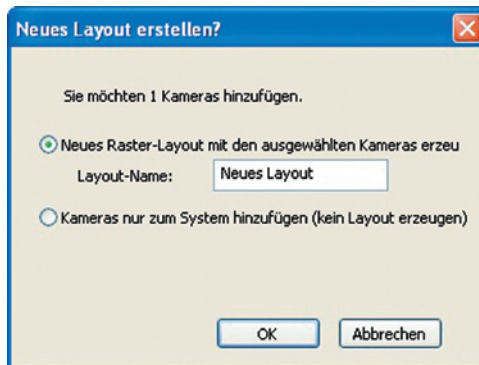 Neues Layout erstellen?
Sie möchten 1 Kameras hinzufügen.
Neues Raster-Layout mit den ausgewählten Kameras erzeu
Layout-Name: Neues Layout
Kameras nur zum System hinzufügen (kein Layout erzeugen)
OK Abbrechen